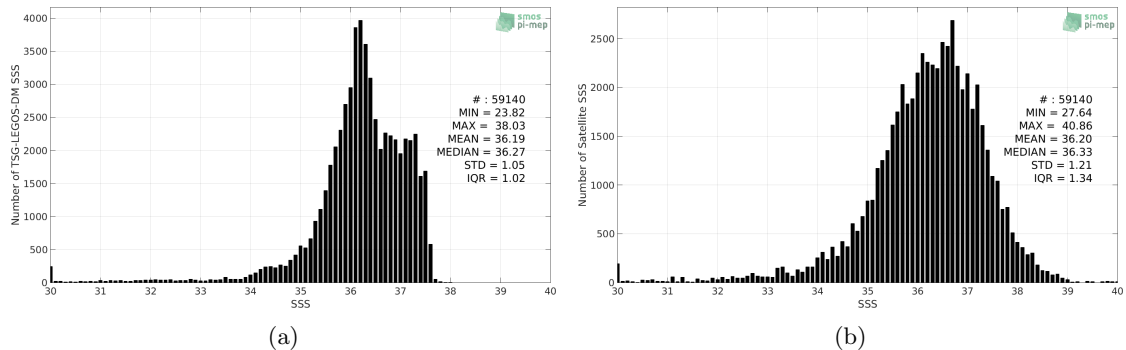 smos
pi-mep
Number of TSG-LEGOS-DM SSS
4000
3500
3000
2500
2000
1500
1000
500
0
# : 59140
MIN = 23.82
MAX = 38.03
MEAN = 36.19
MEDIAN = 36.27
STD = 1.05
IQR = 1.02
30 31 32 33 34 35 36 37 38 39 40
SSS
(a)
smos
pi-mep
Number of Satellite SSS
2500
2000
1500
1000
500
0
# : 59140
MIN = 27.64
MAX = 40.86
MEAN = 36.20
MEDIAN = 36.33
STD = 1.21
IQR = 1.34
30 31 32 33 34 35 36 37 38 39 40
SSS
(b)